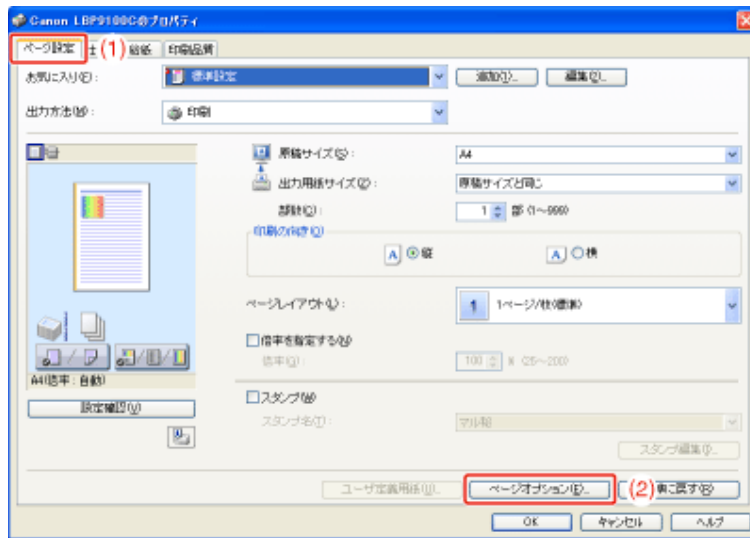 Canon LBP9100Cのプロパティ
ページ設定 (1) 給紙 印刷品質
お気に入り(F): 標準設定 追加(1)... 編集(2)...
出力方法(M): 印刷
原稿サイズ(S): A4
出力用紙サイズ(Z): 原稿サイズと同じ
部数(C): 1 部 (1~999)
印刷の向き(O)
A 縦 A 横
ページレイアウト(L): 1 1ページ/枚(標準)
倍率を指定する(N)
倍率(G): 100 % (25~200)
A4(倍率:自動)
スタンプ(W)
設定確認(V)
スタンプ名(T): マル秘
スタンプ編集(I)...
ユーザ定義用紙(U)... ページオプション(E)... (2) 準に戻す(R)
OK キャンセル ヘルプ